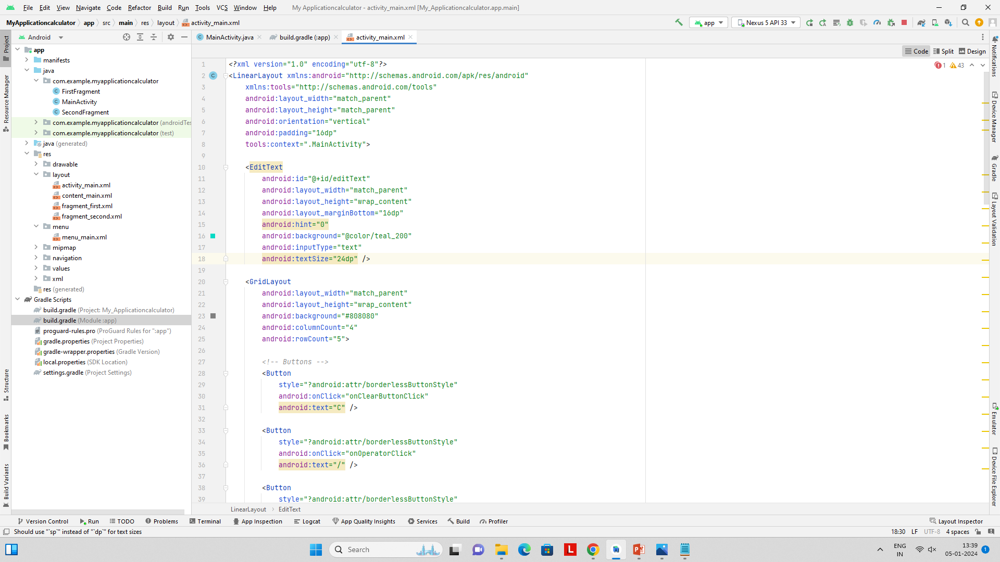 File Edit View Navigate Code Refactor Build Run Tools VCS Window Help My Applicationcalculator - activity_main.xml [My_Applicationcalculator.app.main]
MyApplicationcalculator app src main res layout activity_main.xml app Nexus 5 API 33
Android MainActivity.java build.gradle (:app) activity_main.xml
Code Split Design
1 43
Project
Resource Manager
Structure
Bookmarks
Build Variants
app
manifests
java
com.example.myapplicationcalculator
FirstFragment
MainActivity
SecondFragment
com.example.myapplicationcalculator (androidTes
com.example.myapplicationcalculator (test)
java (generated)
res
drawable
layout
activity_main.xml
content_main.xml
fragment_first.xml
fragment_second.xml
menu
menu_main.xml
mipmap
navigation
values
xml
res (generated)
Gradle Scripts
build.gradle (Project: My_Applicationcalculator)
build.gradle (Module :app)
proguard-rules.pro (ProGuard Rules for ":app")
gradle.properties (Project Properties)
gradle-wrapper.properties (Gradle Version)
local.properties (SDK Location)
settings.gradle (Project Settings)
1 <?xml version="1.0" encoding="utf-8"?>
2 <LinearLayout xmlns:android="http://schemas.android.com/apk/res/android"
3 xmlns:tools="http://schemas.android.com/tools"
4 android:layout_width="match_parent"
5 android:layout_height="match_parent"
6 android:orientation="vertical"
7 android:padding="16dp"
8 tools:context=".MainActivity">
9
10 <EditText
11 android:id="@+id/editText"
12 android:layout_width="match_parent"
13 android:layout_height="wrap_content"
14 android:layout_marginBottom="16dp"
15 android:hint="0"
16 android:background="@color/teal_200"
17 android:inputType="text"
18 android:textSize="24dp" />
19
20 <GridLayout
21 android:layout_width="match_parent"
22 android:layout_height="wrap_content"
23 android:background="#808080"
24 android:columnCount="4"
25 android:rowCount="5">
26
27 <!-- Buttons -->
28 <Button
29 style="?android:attr/borderlessButtonStyle"
30 android:onClick="onClearButtonClick"
31 android:text="C" />
32
33 <Button
34 style="?android:attr/borderlessButtonStyle"
35 android:onClick="onOperatorClick"
36 android:text="/" />
37
38 <Button
39 style="?android:attr/borderlessButtonStyle"
LinearLayout EditText
Notifications
Device Manager
Gradle
Layout Validation
Emulator
Device File Explorer
Version Control Run TODO Problems Terminal App Inspection Logcat App Quality Insights Services Build Profiler Layout Inspector
Should use "`sp`" instead of "`dp`" for text sizes 18:30 LF UTF-8 4 spaces
Search L ENG
IN
13:39
05-01-2024
1